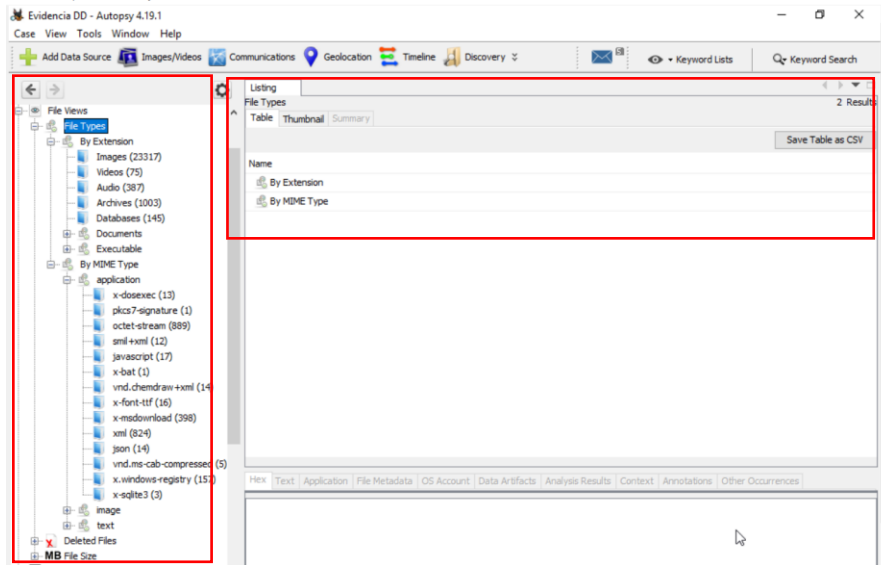 Evidencia DD - Autopsy 4.19.1
Case View Tools Window Help
Add Data Source Images/Videos Communications Geolocation Timeline Discovery Keyword Lists Keyword Search
File Views
File Types
By Extension
Images (23317)
Videos (75)
Audio (387)
Archives (1003)
Databases (145)
Documents
Executable
By MIME Type
application
x-dosexec (13)
pkcs7-signature (1)
octet-stream (889)
smil+xml (12)
javascript (17)
x-bat (1)
vnd.chemdraw+xml (14
x-font-ttf (16)
x-msdownload (398)
xml (824)
json (14)
vnd.ms-cab-compressed (5)
x.windows-registry (157)
x-sqlite3 (3)
image
text
Deleted Files
MB File Size
Listing
File Types 2 Results
Table Thumbnail Summary
Save Table as CSV
Name
By Extension
By MIME Type
Hex Text Application File Metadata OS Account Data Artifacts Analysis Results Context Annotations Other Occurrences